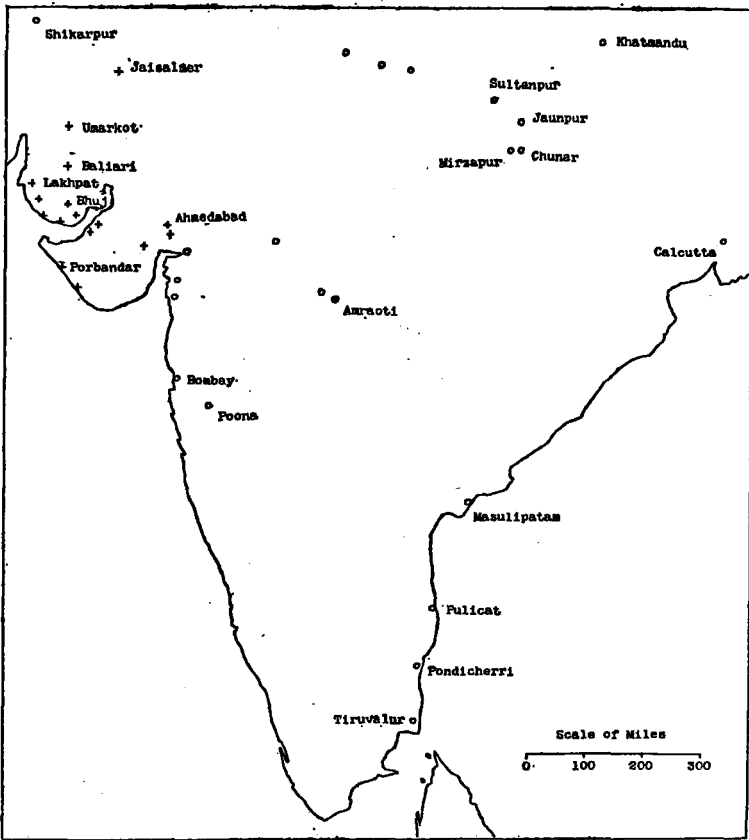 Shikarpur
Khatmandu
Jaisalmer
Sultanpur
Jaunpur
Umarkot
Mirzapur
Chunar
Baliari
Lakhpat
Bhuj
Ahmedabad
Calcutta
Porbandar
Amraoti
Bombay
Poona
Masulipatam
Pulicat
Pondicherri
Tiruvalur
Scale of Miles
0 100 200 300